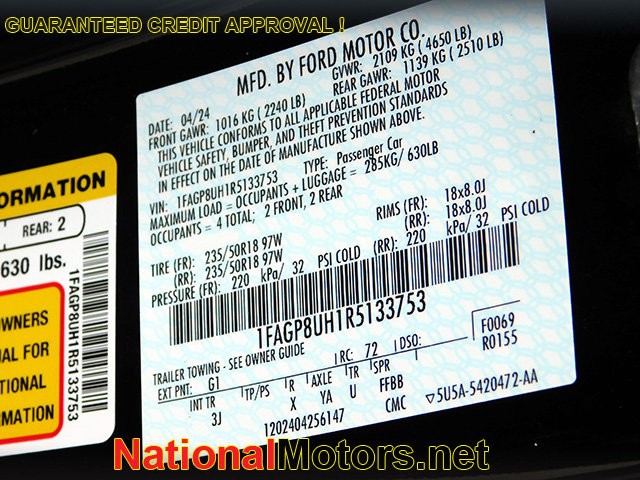 GUARANTEED CREDIT APPROVAL !
MFD. BY FORD MOTOR CO.
DATE: 04/24 GVWR: 2109 KG (4650 LB)
FRONT GAWR: 1016 KG (2240 LB) REAR GAWR: 1139 KG (2510 LB)
THIS VEHICLE CONFORMS TO ALL APPLICABLE FEDERAL MOTOR
VEHICLE SAFETY, BUMPER, AND THEFT PREVENTION STANDARDS
IN EFFECT ON THE DATE OF MANUFACTURE SHOWN ABOVE.
VIN: 1FAGP8UH1R5133753 TYPE: Passenger Car
MAXIMUM LOAD = OCCUPANTS + LUGGAGE = 285KG/ 630LB
OCCUPANTS = 4 TOTAL; 2 FRONT, 2 REAR
TIRE (FR): 235/50R18 97W RIMS (FR): 18x8.0J
(RR): 235/50R18 97W (RR): 18x8.0J
PRESSURE (FR): 220 kPa/ 32 PSI COLD (RR): 220 kPa/ 32 PSI COLD
1FAGP8UH1R5133753
TRAILER TOWING - SEE OWNER GUIDE
EXT PNT: G1 RC: 72 DSO: F0069
R0155
INT TR TP/PS R AXLE TR SPR
3J X YA U FFBB
1202404256147 CMC ▽5U5A-5420472-AA
ORMATION
REAR: 2
630 lbs.
1FAGP8UH1R5133753
OWNERS
UAL FOR
TIONAL
RMATION
NationalMotors.net